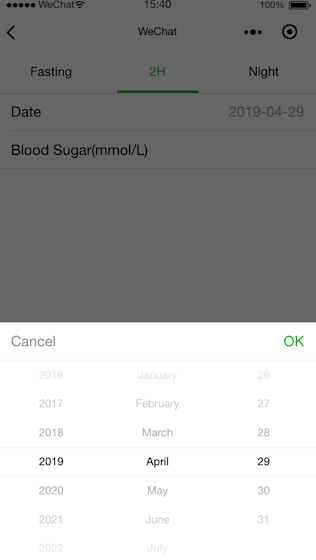 WeChat 15:40 100%
WeChat
Fasting 2H Night
Date 2019-04-29
Blood Sugar(mmol/L)
Cancel OK
2016 January 26
2017 February 27
2018 March 28
2019 April 29
2020 May 30
2021 June 31
2022 July